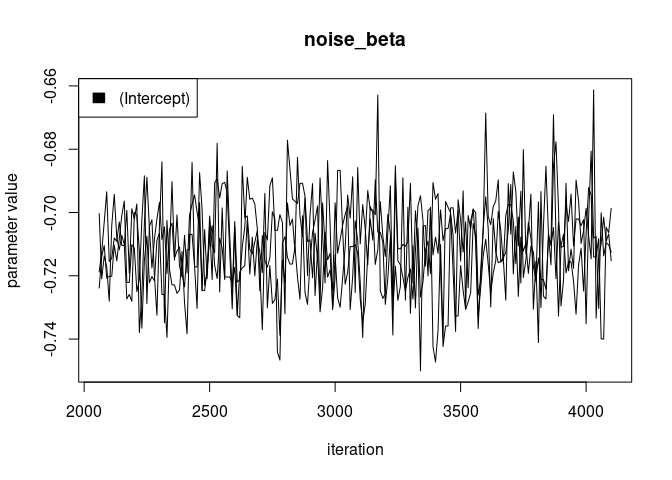 noise_beta
(Intercept)
-0.66
-0.68
-0.70
-0.72
-0.74
parameter value
2000 2500 3000 3500 4000
iteration